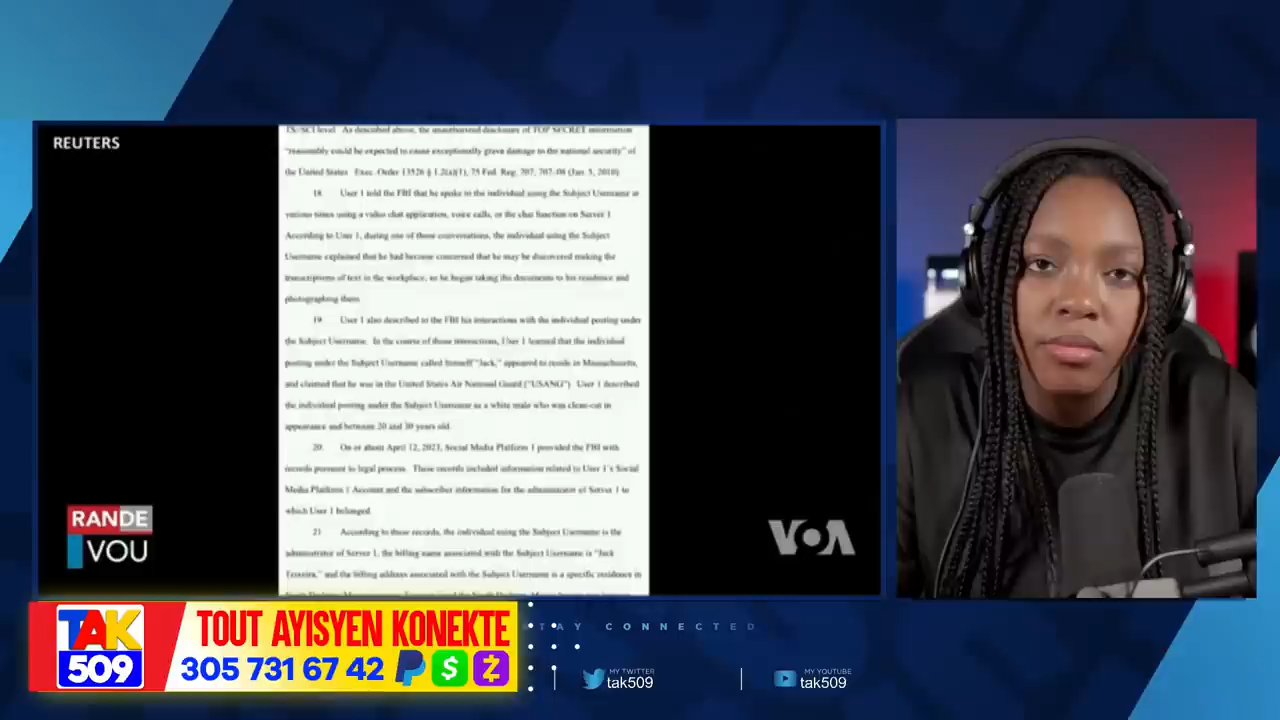 REUTERS
TS//SCI level. As described above, the unauthorized disclosure of TOP SECRET information
"reasonably could be expected to cause exceptionally grave damage to the national security" of
the United States. Exec. Order 13526 § 1.2(a)(1), 75 Fed. Reg. 707, 707-08 (Jan. 5, 2010)
18. User 1 told the FBI that he spoke to the individual using the Subject Username at
various times using a video chat application, voice calls, or the chat function on Server 1
According to User 1, during one of those conversations, the individual using the Subject
Username explained that he had become concerned that he may be discovered making the
transcriptions of text in the workplace, so he began taking the documents to his residence and
photographing them.
19. User 1 also described to the FBI his interactions with the individual posting under
the Subject Username. In the course of those interactions, User 1 learned that the individual
posting under the Subject Username called himself "Jack," appeared to reside in Massachusetts,
and claimed that he was in the United States Air National Guard ("USANG"). User 1 described
the individual posting under the Subject Username as a white male who was clean-cut in
appearance and between 20 and 30 years old.
20. On or about April 12, 2023, Social Media Platform 1 provided the FBI with
records pursuant to legal process. Those records included information related to User 1's Social
Media Platform 1 Account and the subscriber information for the administrator of Server 1 to
which User 1 belonged.
21. According to those records, the individual using the Subject Username is the
administrator of Server 1, the billing name associated with the Subject Username is "Jack
Teixeira," and the billing address associated with the Subject Username is a specific residence in
RANDE
VOU
VOA
TAK
509
TOUT AYISYEN KONEKTE
305 731 67 42
TAY CONNECTED
MY TWITTER
tak509
MY YOUTUBE
tak509